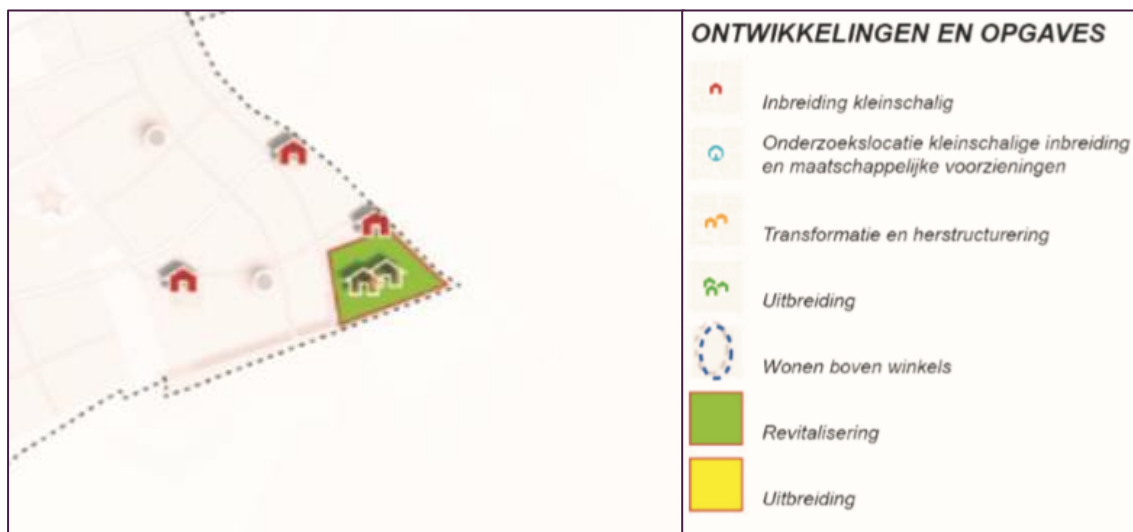 ONTWIKKELINGEN EN OPGAVES
Inbreiding kleinschalig
Onderzoekslocatie kleinschalige inbreiding
en maatschappelijke voorzieningen
Transformatie en herstructurering
Uitbreiding
Wonen boven winkels
Revitalisering
Uitbreiding